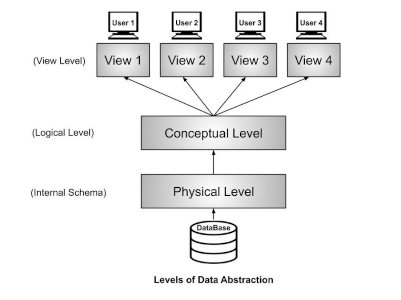 User 1 User 2 User 3 User 4
(View Level) View 1 View 2 View 3 View 4
(Logical Level) Conceptual Level
(Internal Schema) Physical Level
DataBase
Levels of Data Abstraction